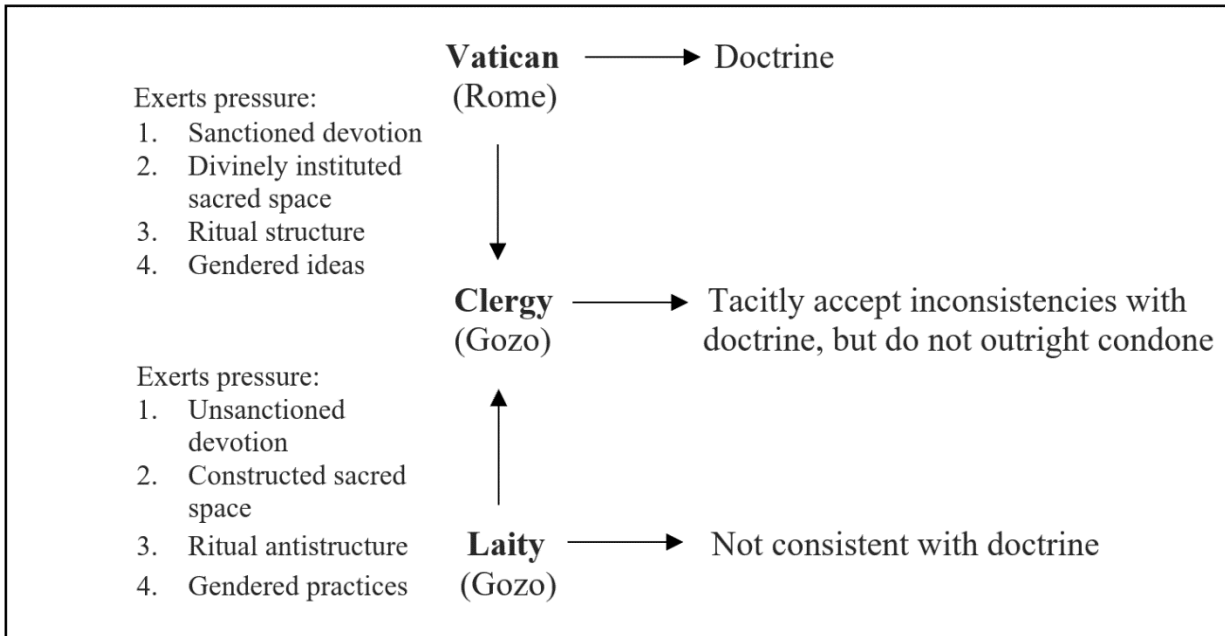 Vatican Doctrine
(Rome)
Exerts pressure:
1. Sanctioned devotion
2. Divinely instituted
sacred space
3. Ritual structure
4. Gendered ideas
Clergy Tacitly accept inconsistencies with
(Gozo) doctrine, but do not outright condone
Exerts pressure:
1. Unsanctioned
devotion
2. Constructed sacred
space
3. Ritual antistructure
4. Gendered practices
Laity Not consistent with doctrine
(Gozo)